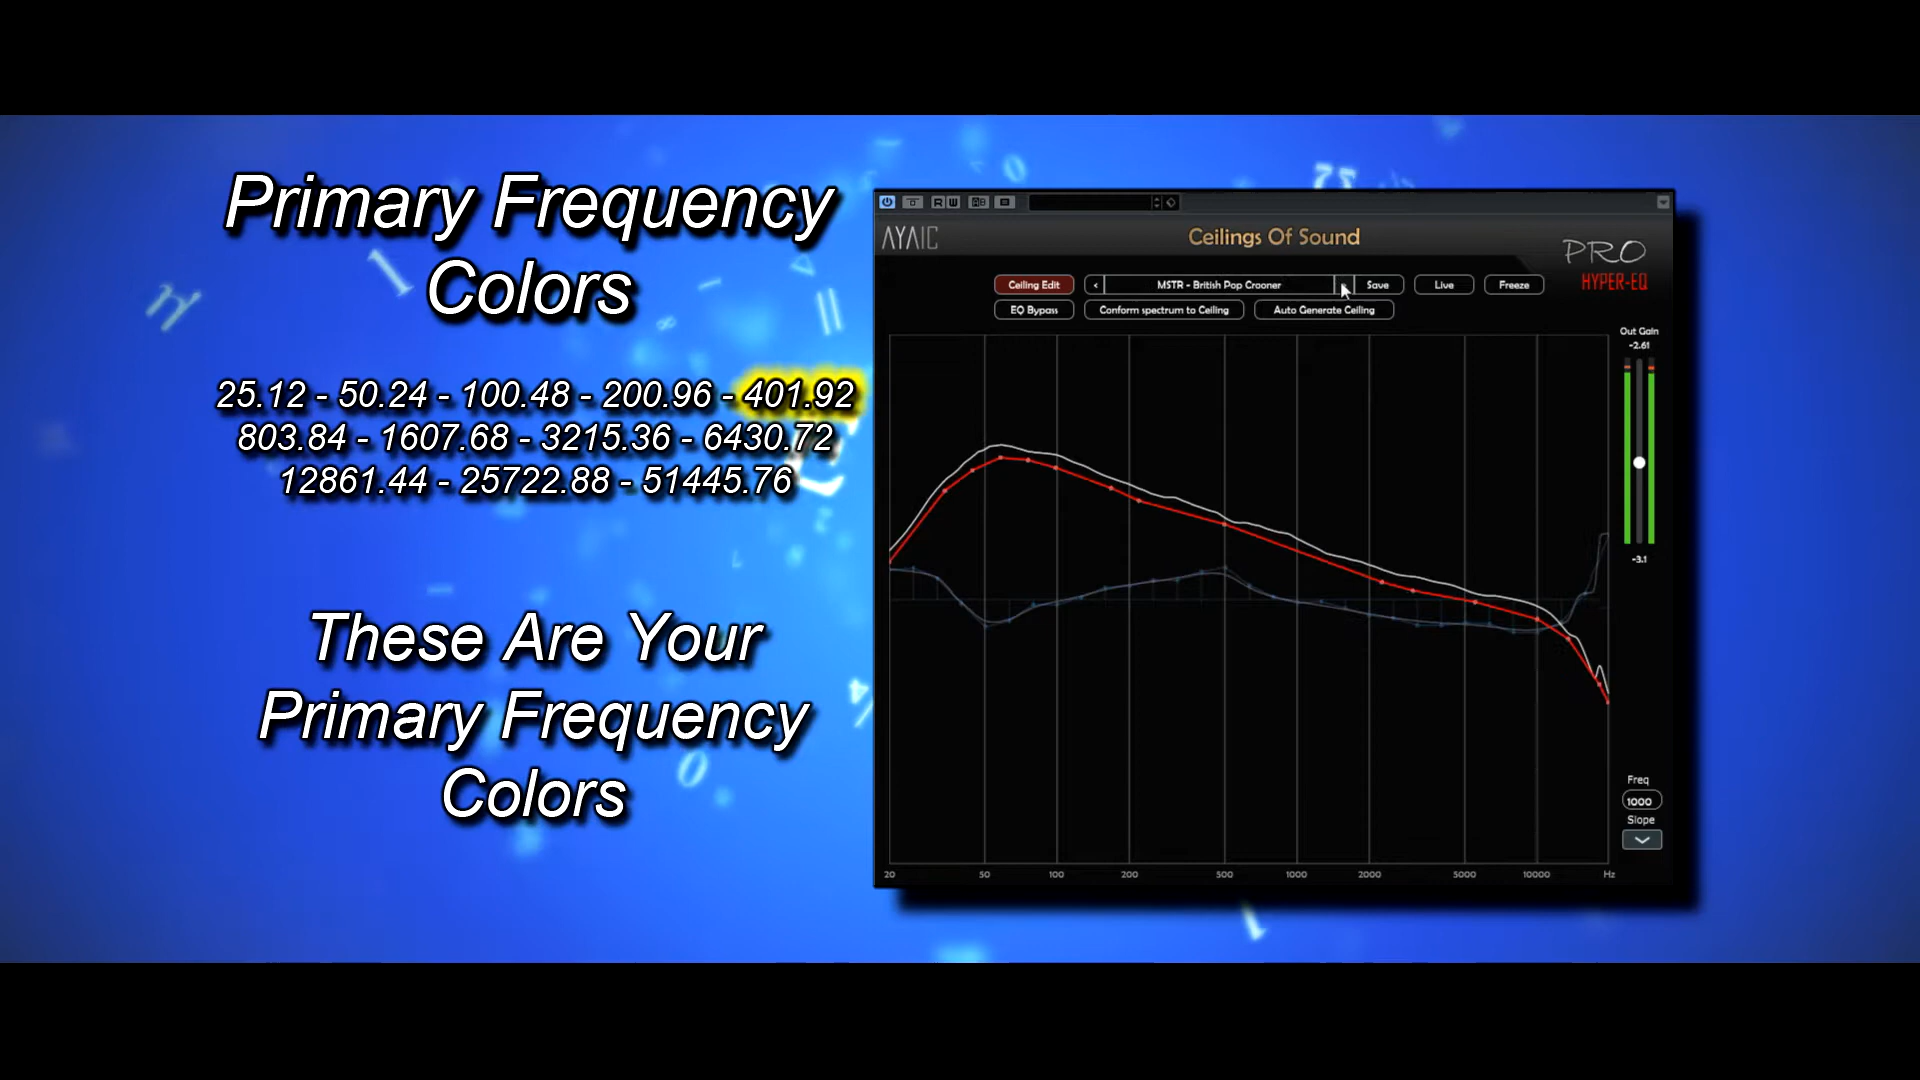 Primary Frequency
Colors
25.12 - 50.24 - 100.48 - 200.96 - 401.92
803.84 - 1607.68 - 3215.36 - 6430.72
12861.44 - 25722.88 - 51445.76
These Are Your
Primary Frequency
Colors
R W
AYAIC
Ceilings Of Sound
PRO
HYPER-EQ
Ceiling Edit < MSTR - British Pop Crooner Save Live Freeze
EQ Bypass Conform spectrum to Ceiling Auto Generate Ceiling
Out Gain
-2.61
-3.1
Freq
1000
Slope
20 50 100 200 500 1000 2000 5000 10000 Hz